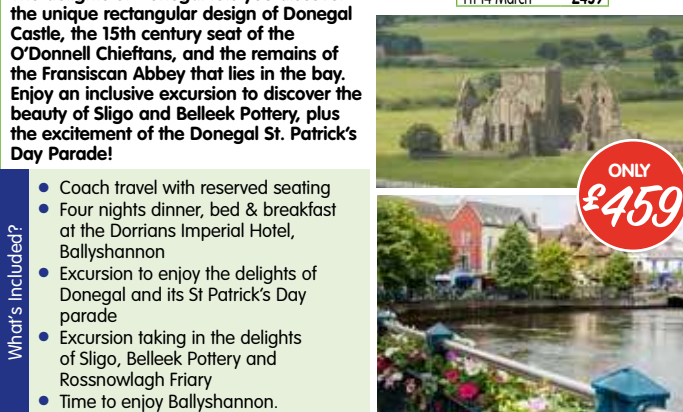 the unique rectangular design of Donegal
Castle, the 15th century seat of the
O’Donnell Chieftans, and the remains of
the Fransiscan Abbey that lies in the bay.
Enjoy an inclusive excursion to discover the
beauty of Sligo and Belleek Pottery, plus
the excitement of the Donegal St. Patrick’s
Day Parade!
What’s Included?
• Coach travel with reserved seating
• Four nights dinner, bed & breakfast
at the Dorrians Imperial Hotel,
Ballyshannon
• Excursion to enjoy the delights of
Donegal and its St Patrick’s Day
parade
• Excursion taking in the delights
of Sligo, Belleek Pottery and
Rossnowlagh Friary
• Time to enjoy Ballyshannon.
Fri 14 March £459
ONLY
£459